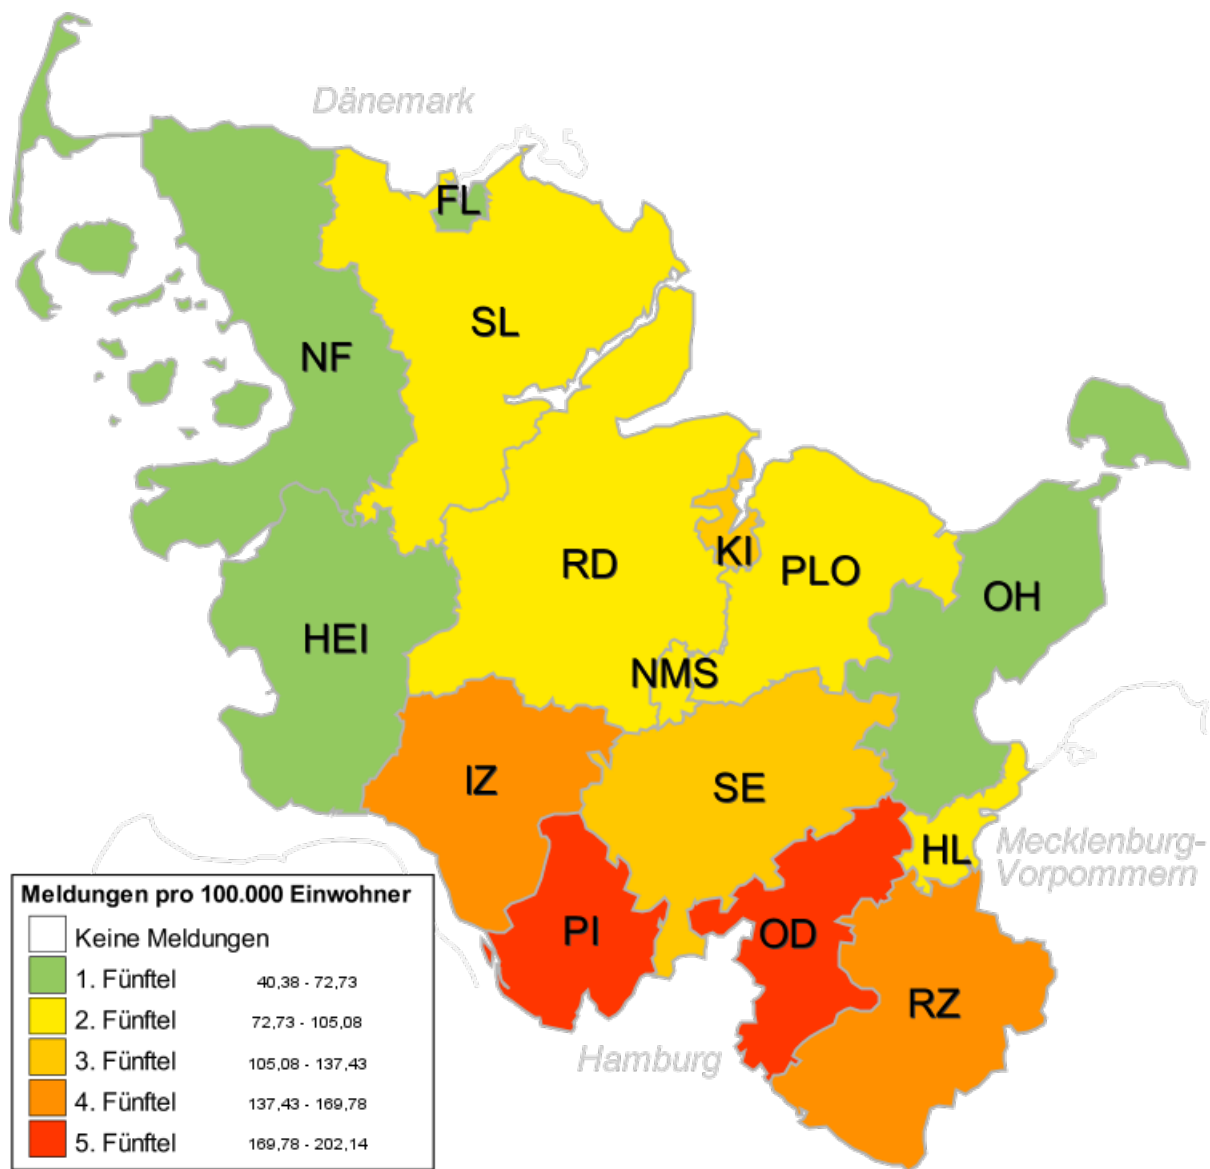 Dänemark
FL
SL
NF
RD
KI
PLO
OH
HEI
NMS
IZ
SE
HL
Mecklenburg-
Vorpommern
PI
OD
RZ
Hamburg
Meldungen pro 100.000 Einwohner
Keine Meldungen
1. Fünftel 40,38 - 72,73
2. Fünftel 72,73 - 105,08
3. Fünftel 105,08 - 137,43
4. Fünftel 137,43 - 169,78
5. Fünftel 169,78 - 202,14